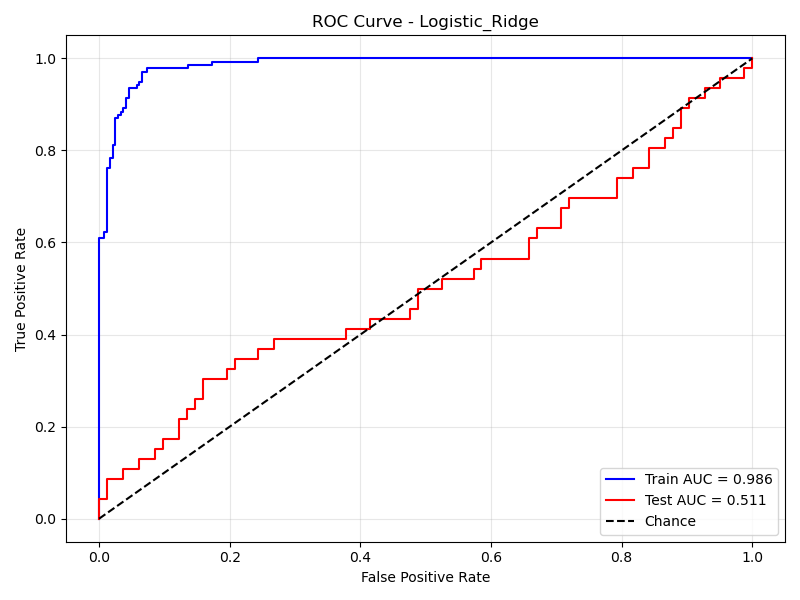 ROC Curve - Logistic_Ridge
True Positive Rate
1.0
0.8
0.6
0.4
0.2
0.0
0.0 0.2 0.4 0.6 0.8 1.0
False Positive Rate
Train AUC = 0.986
Test AUC = 0.511
Chance